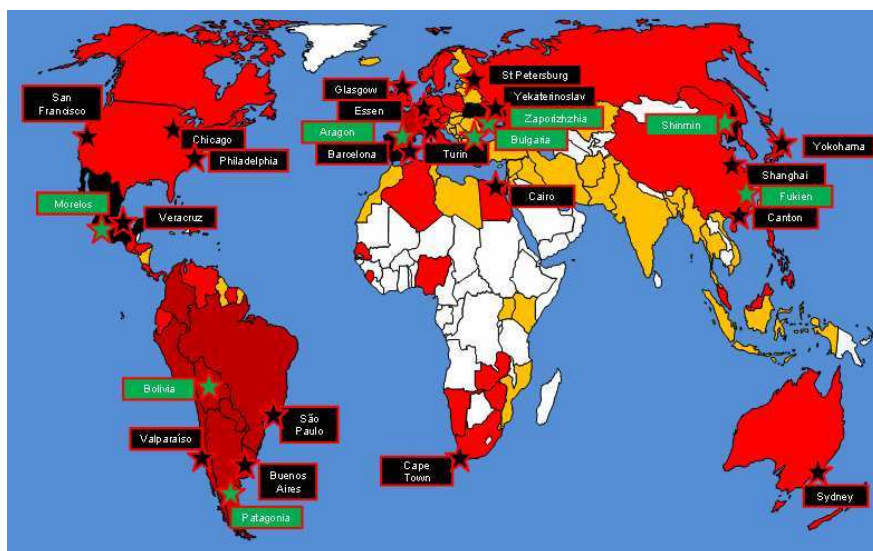 St Petersburg
Glasgow
San
Francisco
Essen
Yekaterinoslav
Zaporizhzhia
Shinmin
Aragon
Bulgaria
Chicago
Yokohama
Barcelona
Turin
Philadelphia
Shanghai
Cairo
Fukien
Morelos
Veracruz
Canton
Bolivia
São
Paulo
Valparaíso
Cape
Town
Buenos
Aires
Sydney
Patagonia